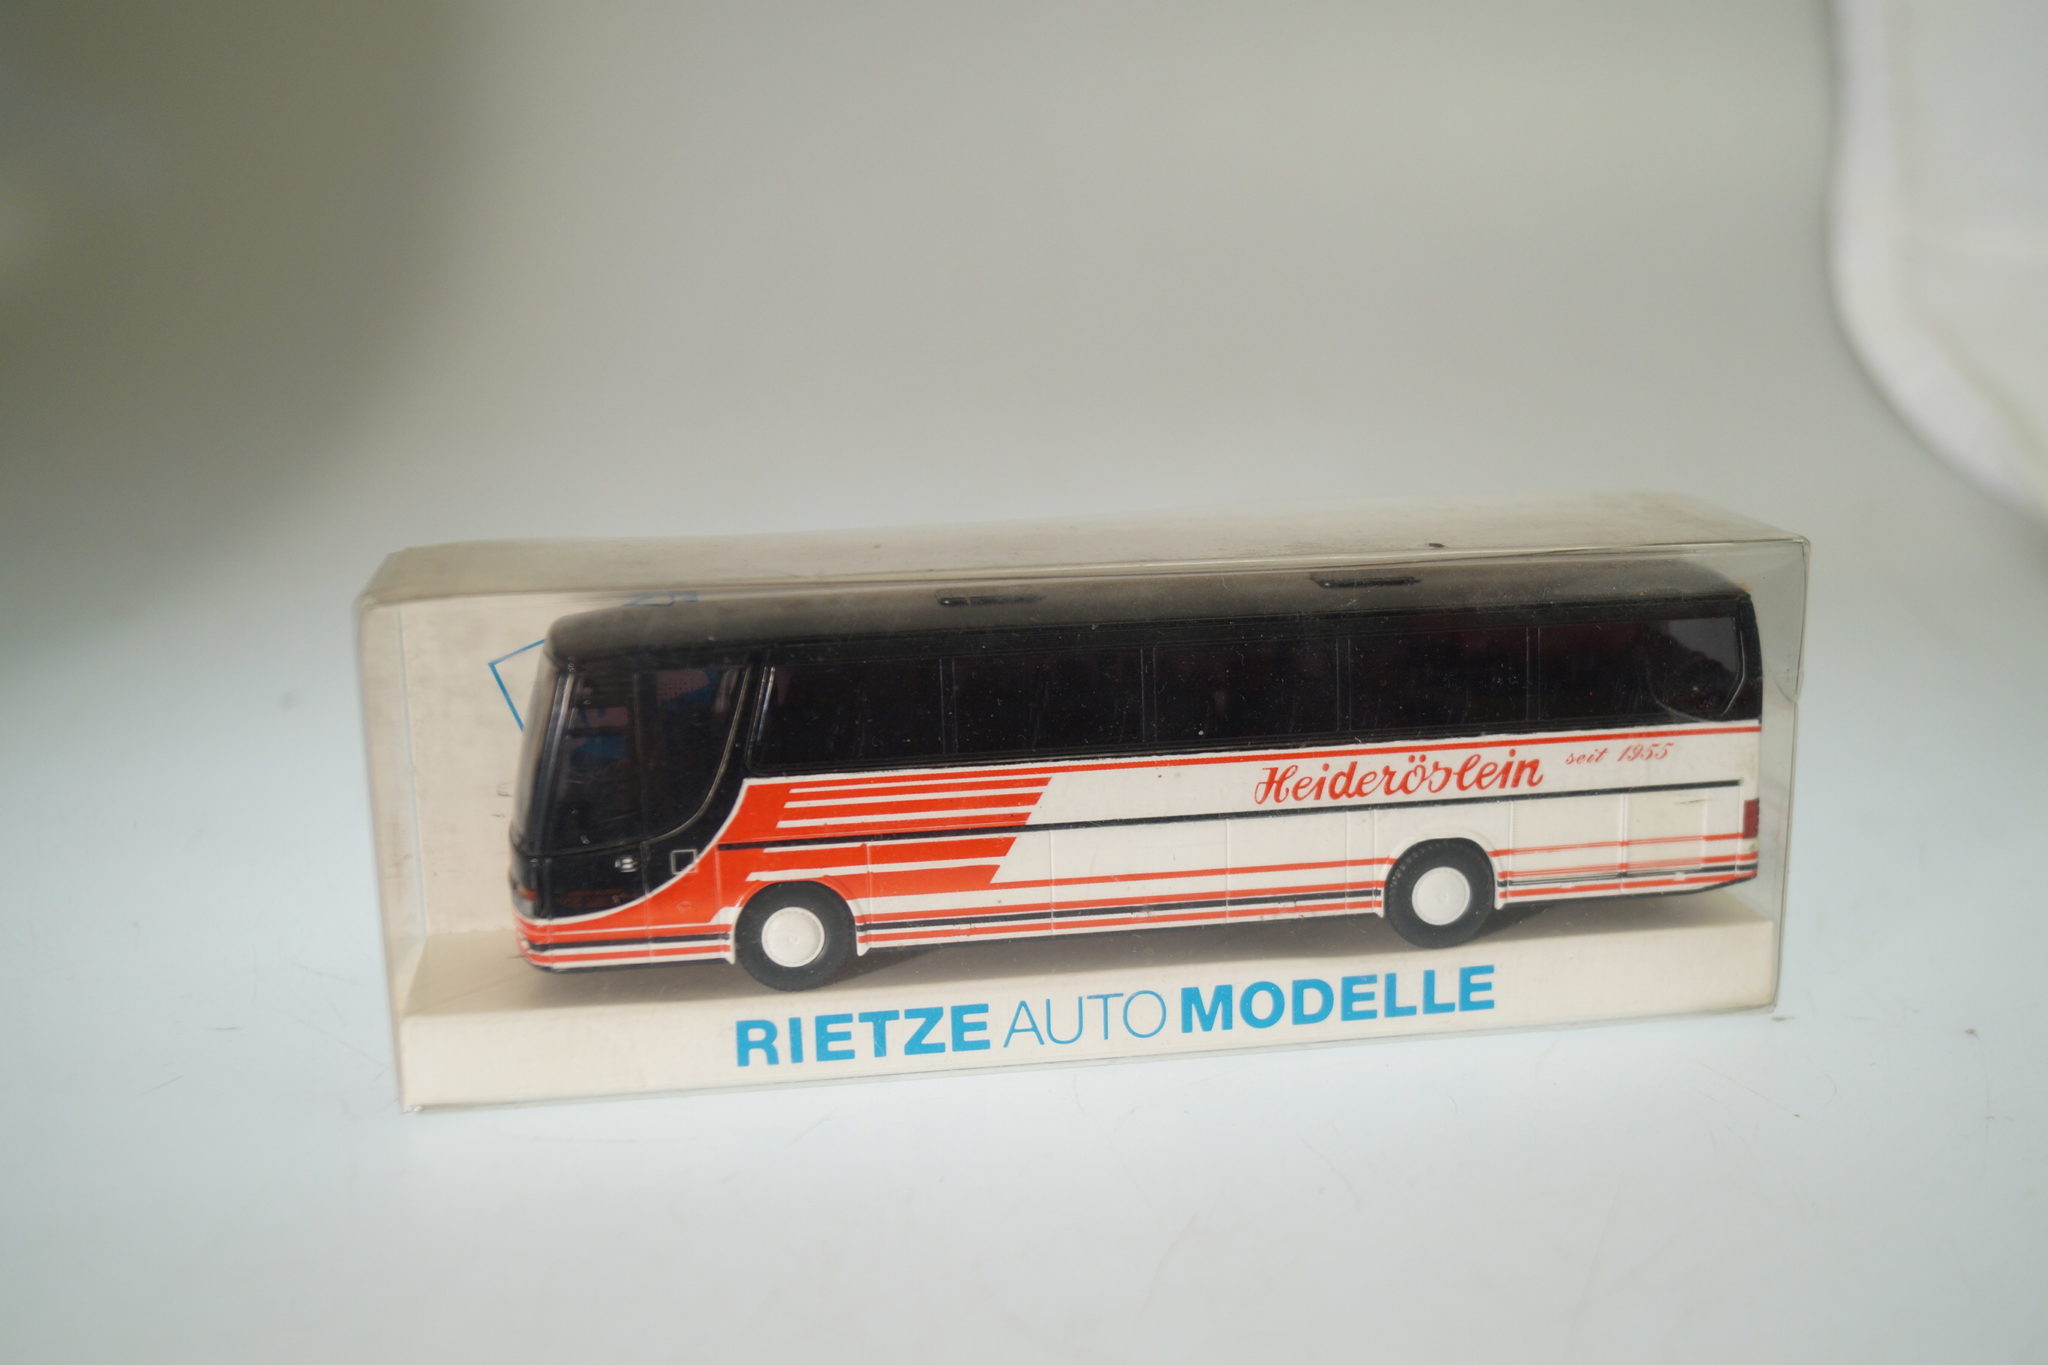 Heideröslein seit 1955
RIETZE AUTO MODELLE